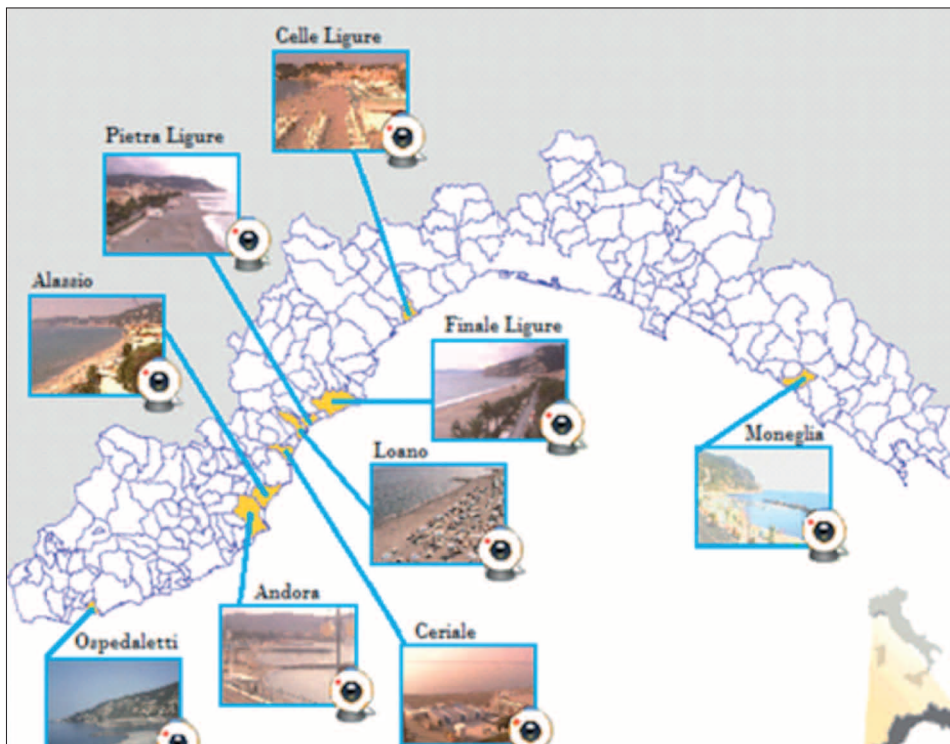 Celle Ligure
Pietra Ligure
Alassio
Finale Ligure
Moneglia
Loano
Andora
Ceriale
Ospedaletti